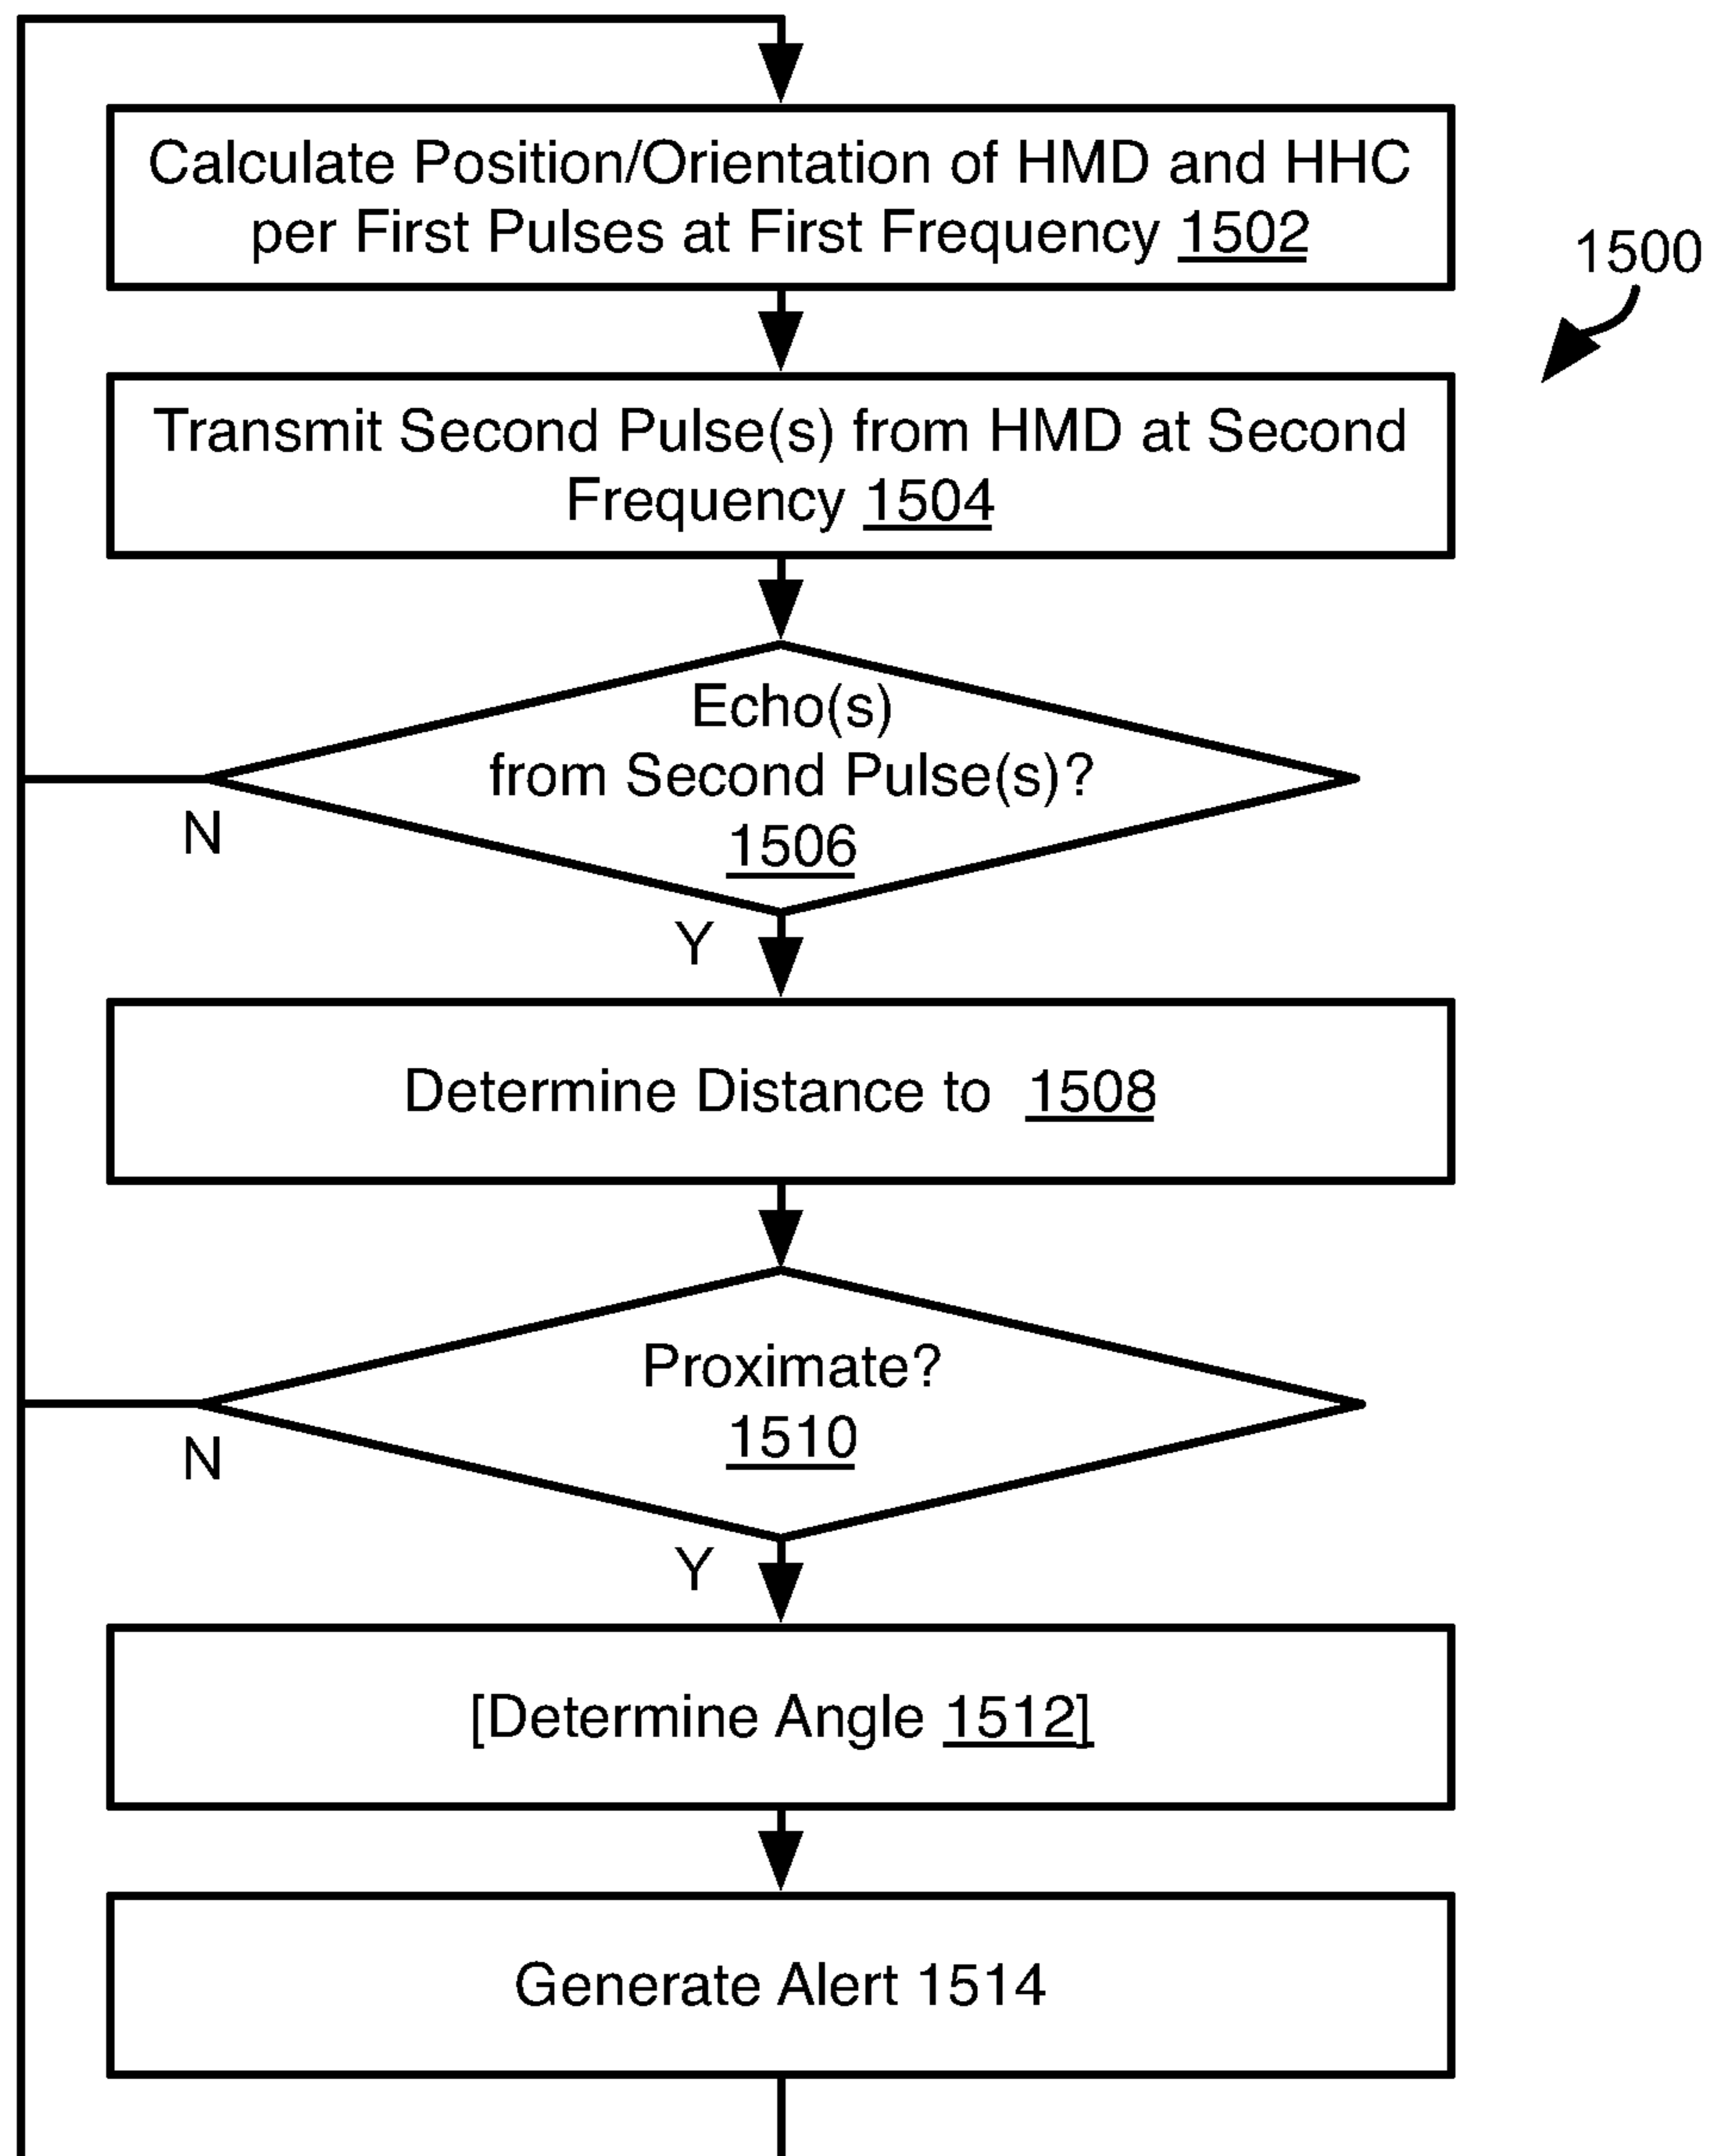 Calculate Position/Orientation of HMD and HHC
per First Pulses at First Frequency 1502
1500
Transmit Second Pulse(s) from HMD at Second
Frequency 1504
Echo(s)
from Second Pulse(s)?
1506
N
Y
Determine Distance to 1508
Proximate?
1510
N
Y
[Determine Angle 1512]
Generate Alert 1514